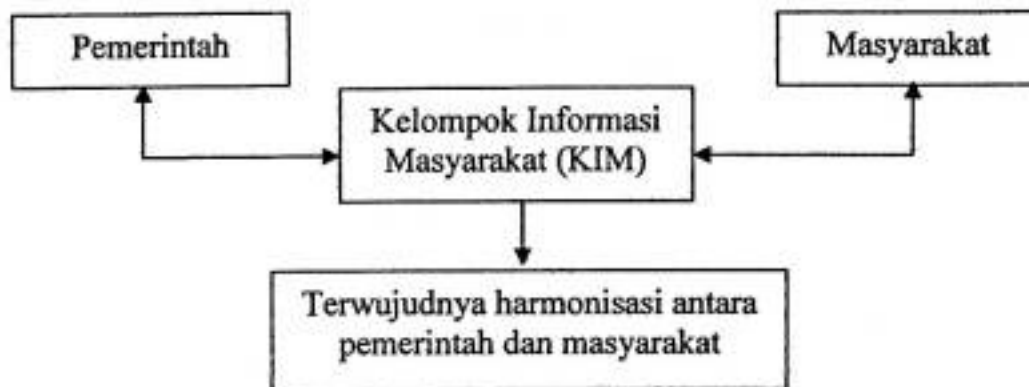 Pemerintah
Masyarakat
Kelompok Informasi
Masyarakat (KIM)
Terwujudnya harmonisasi antara
pemerintah dan masyarakat